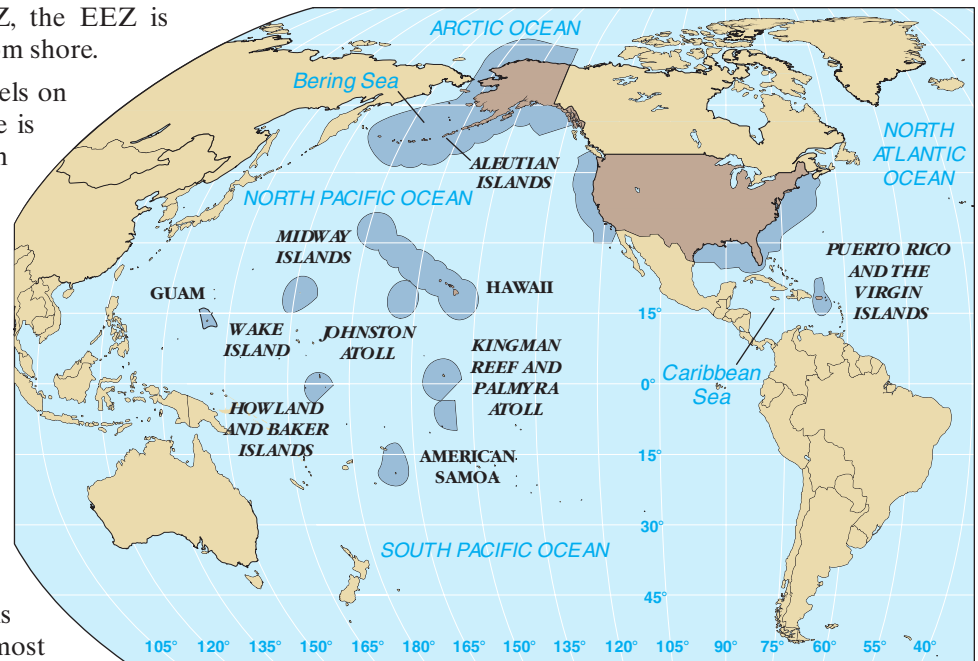 Z, the EEZ is
om shore.
els on
e is
n
s
most
ARCTIC OCEAN
Bering Sea
NORTH
ATLANTIC
OCEAN
ALEUTIAN
ISLANDS
NORTH PACIFIC OCEAN
MIDWAY
ISLANDS
PUERTO RICO
AND THE
VIRGIN
ISLANDS
GUAM
HAWAII
WAKE
ISLAND
JOHNSTON
ATOLL
KINGMAN
REEF AND
PALMYRA
ATOLL
Caribbean
Sea
HOWLAND
AND BAKER
ISLANDS
AMERICAN
SAMOA
SOUTH PACIFIC OCEAN
15°
0°
15°
30°
45°
105° 120° 135° 150° 165° 180° 165° 150° 135° 120° 90° 75° 60° 55° 40°